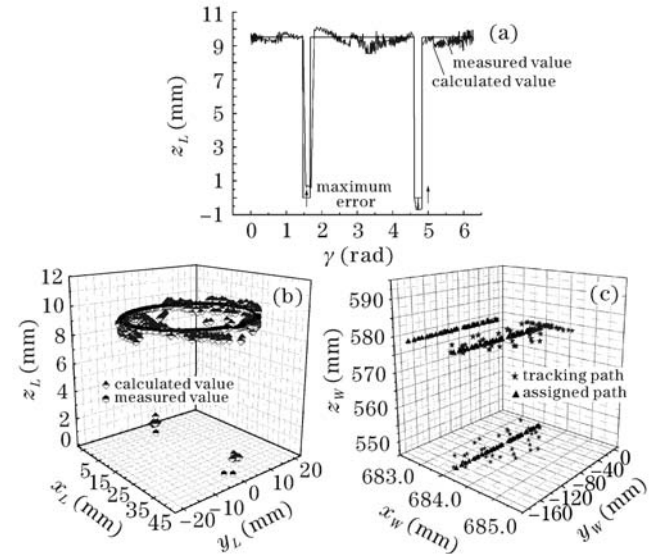 11
9
7
5
3
1
-1
z_L (mm)
(a)
measured value
calculated value
maximum
error
0 1 2 3 4 5 6
γ (rad)
12
10
8
6
4
2
0
z_L (mm)
(b)
calculated value
measured value
5
15
25
35
45
x_L (mm)
-20
-10
0
10
20
y_L (mm)
590
580
570
560
550
z_W (mm)
(c)
tracking path
assigned path
683.0
684.0
685.0
x_W (mm)
-160
-120
-80
-40
0
y_W (mm)